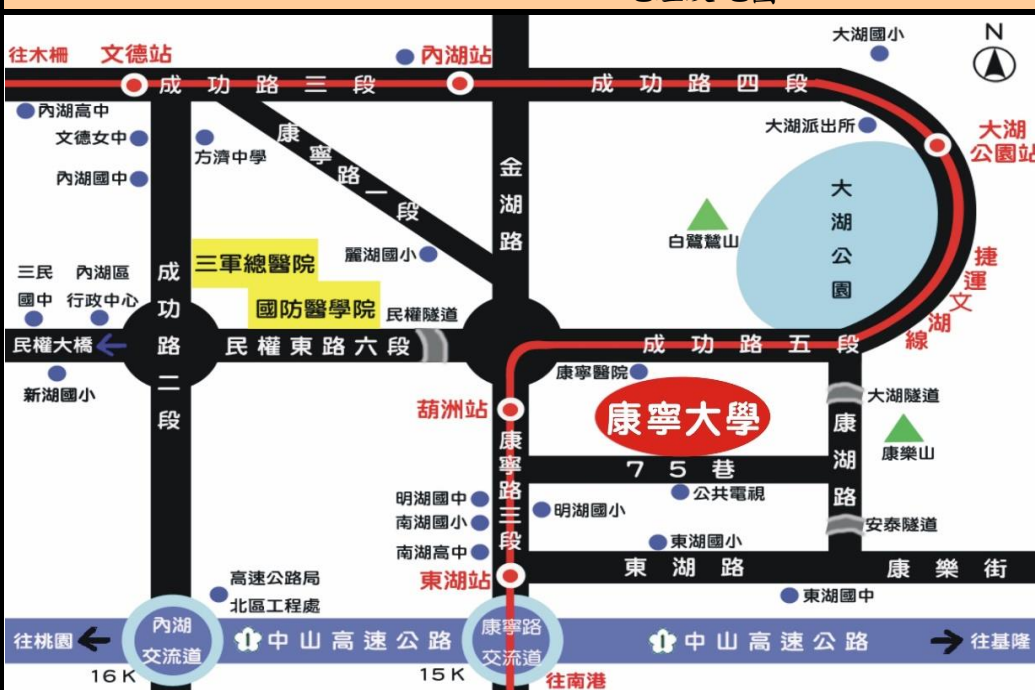 大湖國小
N
往木柵
文德站
內湖站
成功路三段
成功路四段
內湖高中
文德女中
方濟中學
康寧路一段
大湖派出所
大湖
公園站
內湖國中
金湖路
大湖公園
白鷺鷥山
三軍總醫院
麗湖國小
三民
國中
內湖區
行政中心
成功路二段
國防醫學院
民權隧道
捷運文湖線
民權大橋
民權東路六段
成功路五段
新湖國小
康寧醫院
葫洲站
康寧大學
大湖隧道
康湖路
康樂山
康寧路三段
75巷
明湖國中
公共電視
南湖國小
明湖國小
安泰隧道
南湖高中
東湖國小
東湖站
東湖路
康樂街
高速公路局
北區工程處
東湖國中
往桃園
內湖
交流道
1
中山高速公路
康寧路
交流道
1
中山高速公路
往基隆
16K
15K
往南港